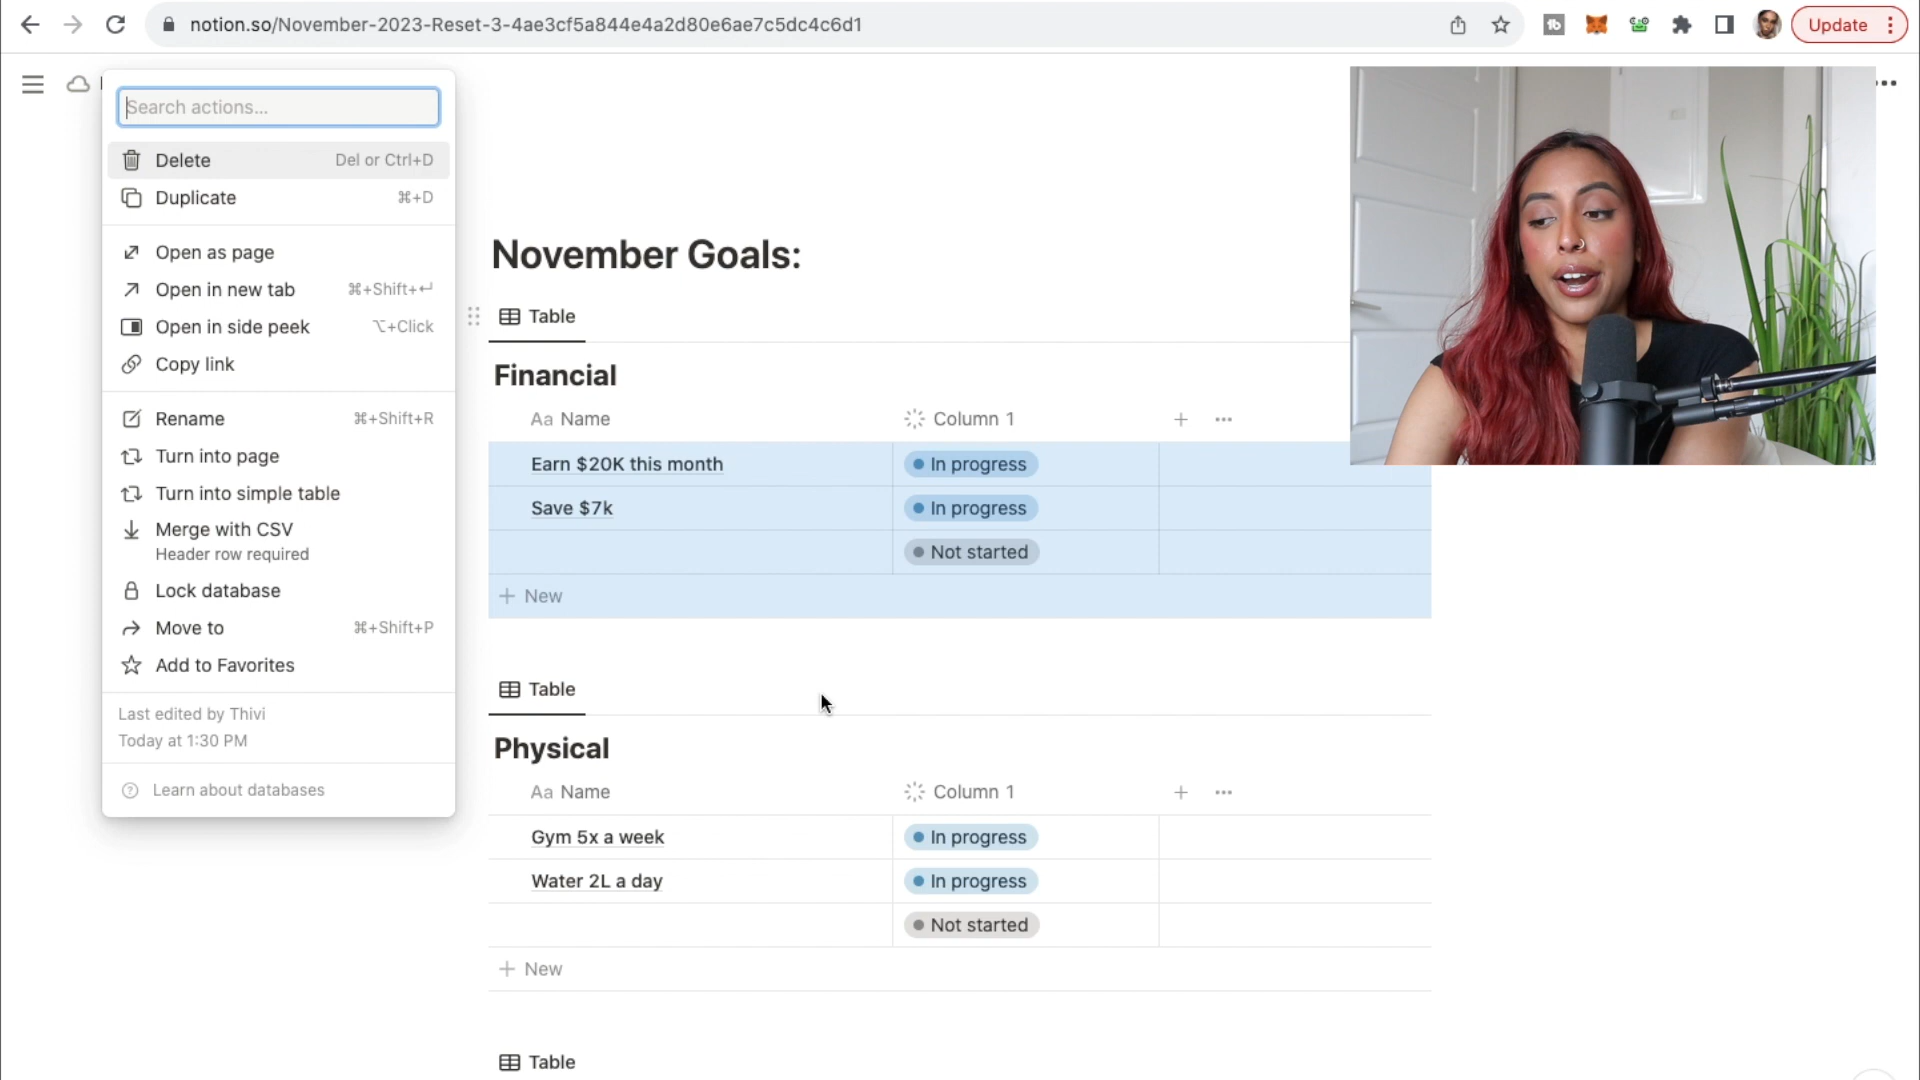 notion.so/November-2023-Reset-3-4ae3cf5a844e4a2d80e6ae7c5dc4c6d1
Update
Search actions...
Delete Del or Ctrl+D
Duplicate ⌘+D
Open as page
Open in new tab ⌘+Shift+↵
Open in side peek ⌥+Click
Copy link
Rename ⌘+Shift+R
Turn into page
Turn into simple table
Merge with CSV
Header row required
Lock database
Move to ⌘+Shift+P
Add to Favorites
Last edited by Thivi
Today at 1:30 PM
Learn about databases
November Goals:
Table
Financial
Aa Name Column 1
Earn $20K this month In progress
Save $7k In progress
Not started
+ New
Table
Physical
Aa Name Column 1
Gym 5x a week In progress
Water 2L a day In progress
Not started
+ New
Table